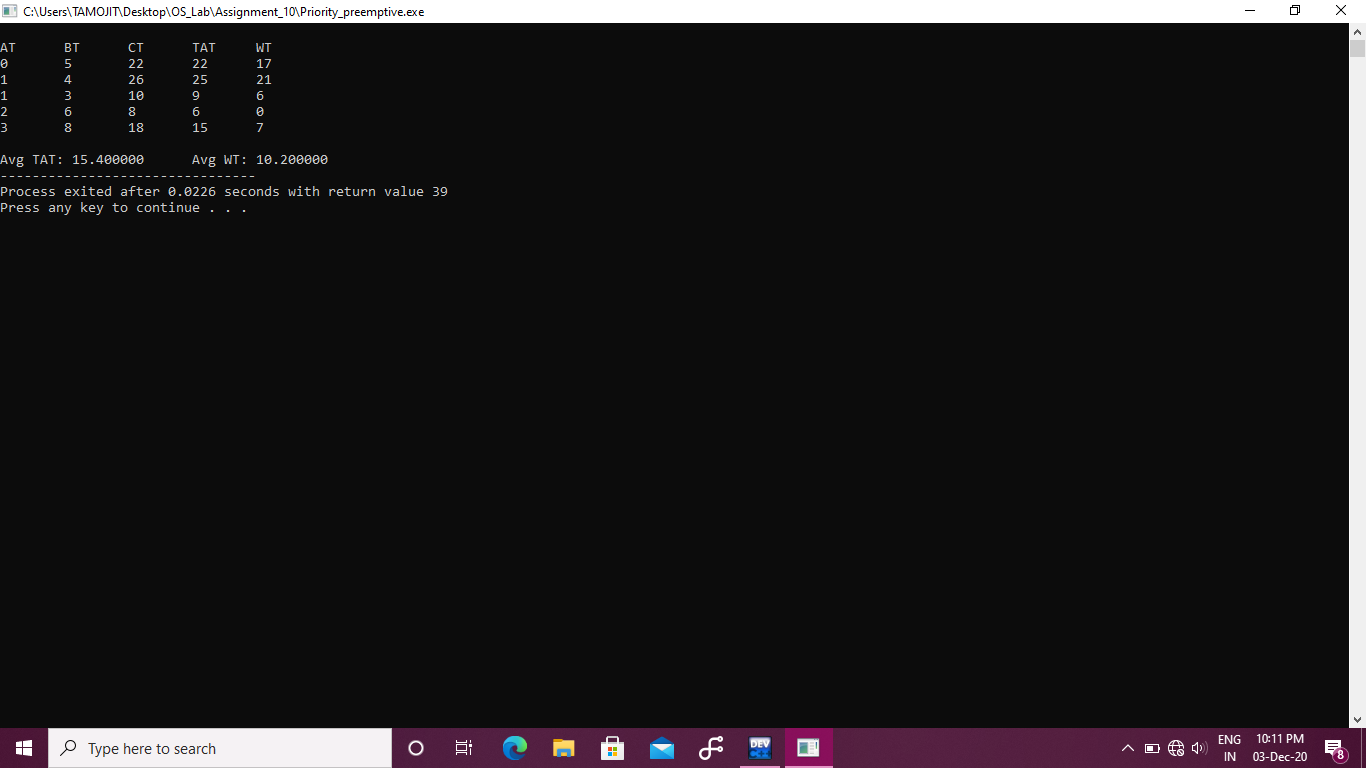 C:\Users\TAMOJIT\Desktop\OS_Lab\Assignment_10\Priority_preemptive.exe
AT BT CT TAT WT
0 5 22 22 17
1 4 26 25 21
1 3 10 9 6
2 6 8 6 0
3 8 18 15 7
Avg TAT: 15.400000 Avg WT: 10.200000
--------------------------------
Process exited after 0.0226 seconds with return value 39
Press any key to continue . . .
Type here to search
DEV
ENG
IN
10:11 PM
03-Dec-20
8